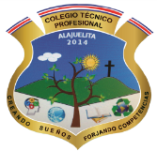 COLEGIO TÉCNICO
PROFESIONAL
ALAJUELITA
2014
CREANDO SUEÑOS FORJANDO COMPETENCIAS